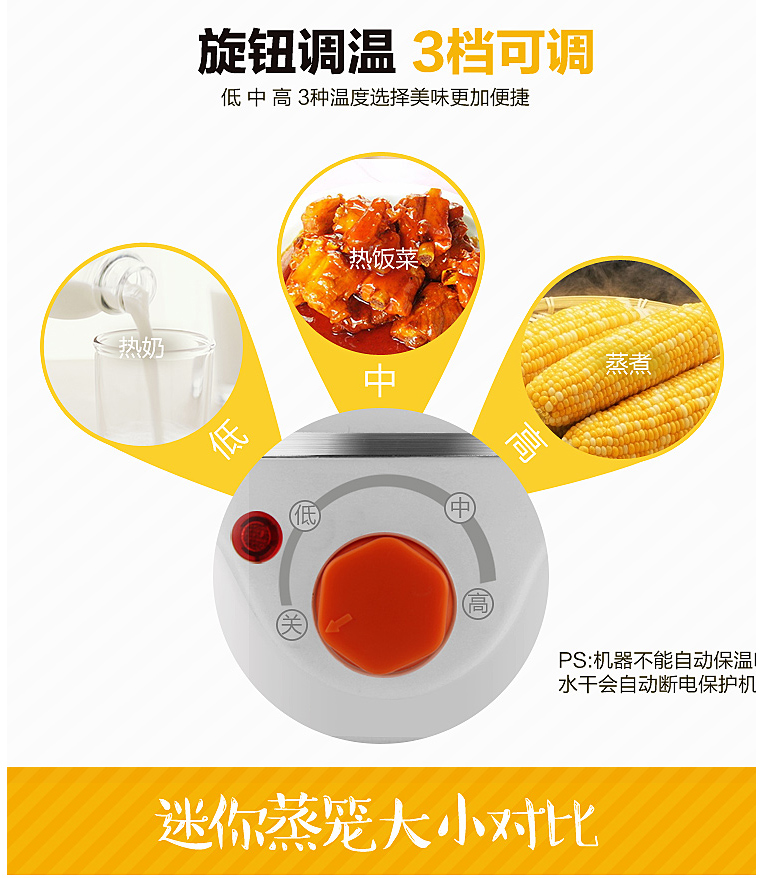 旋钮调温 3档可调
低 中 高 3种温度选择美味更加便捷
热饭菜
热奶
蒸煮
中
低
高
低
中
关
高
PS:机器不能自动保温
水干会自动断电保护机
迷你蒸笼大小对比